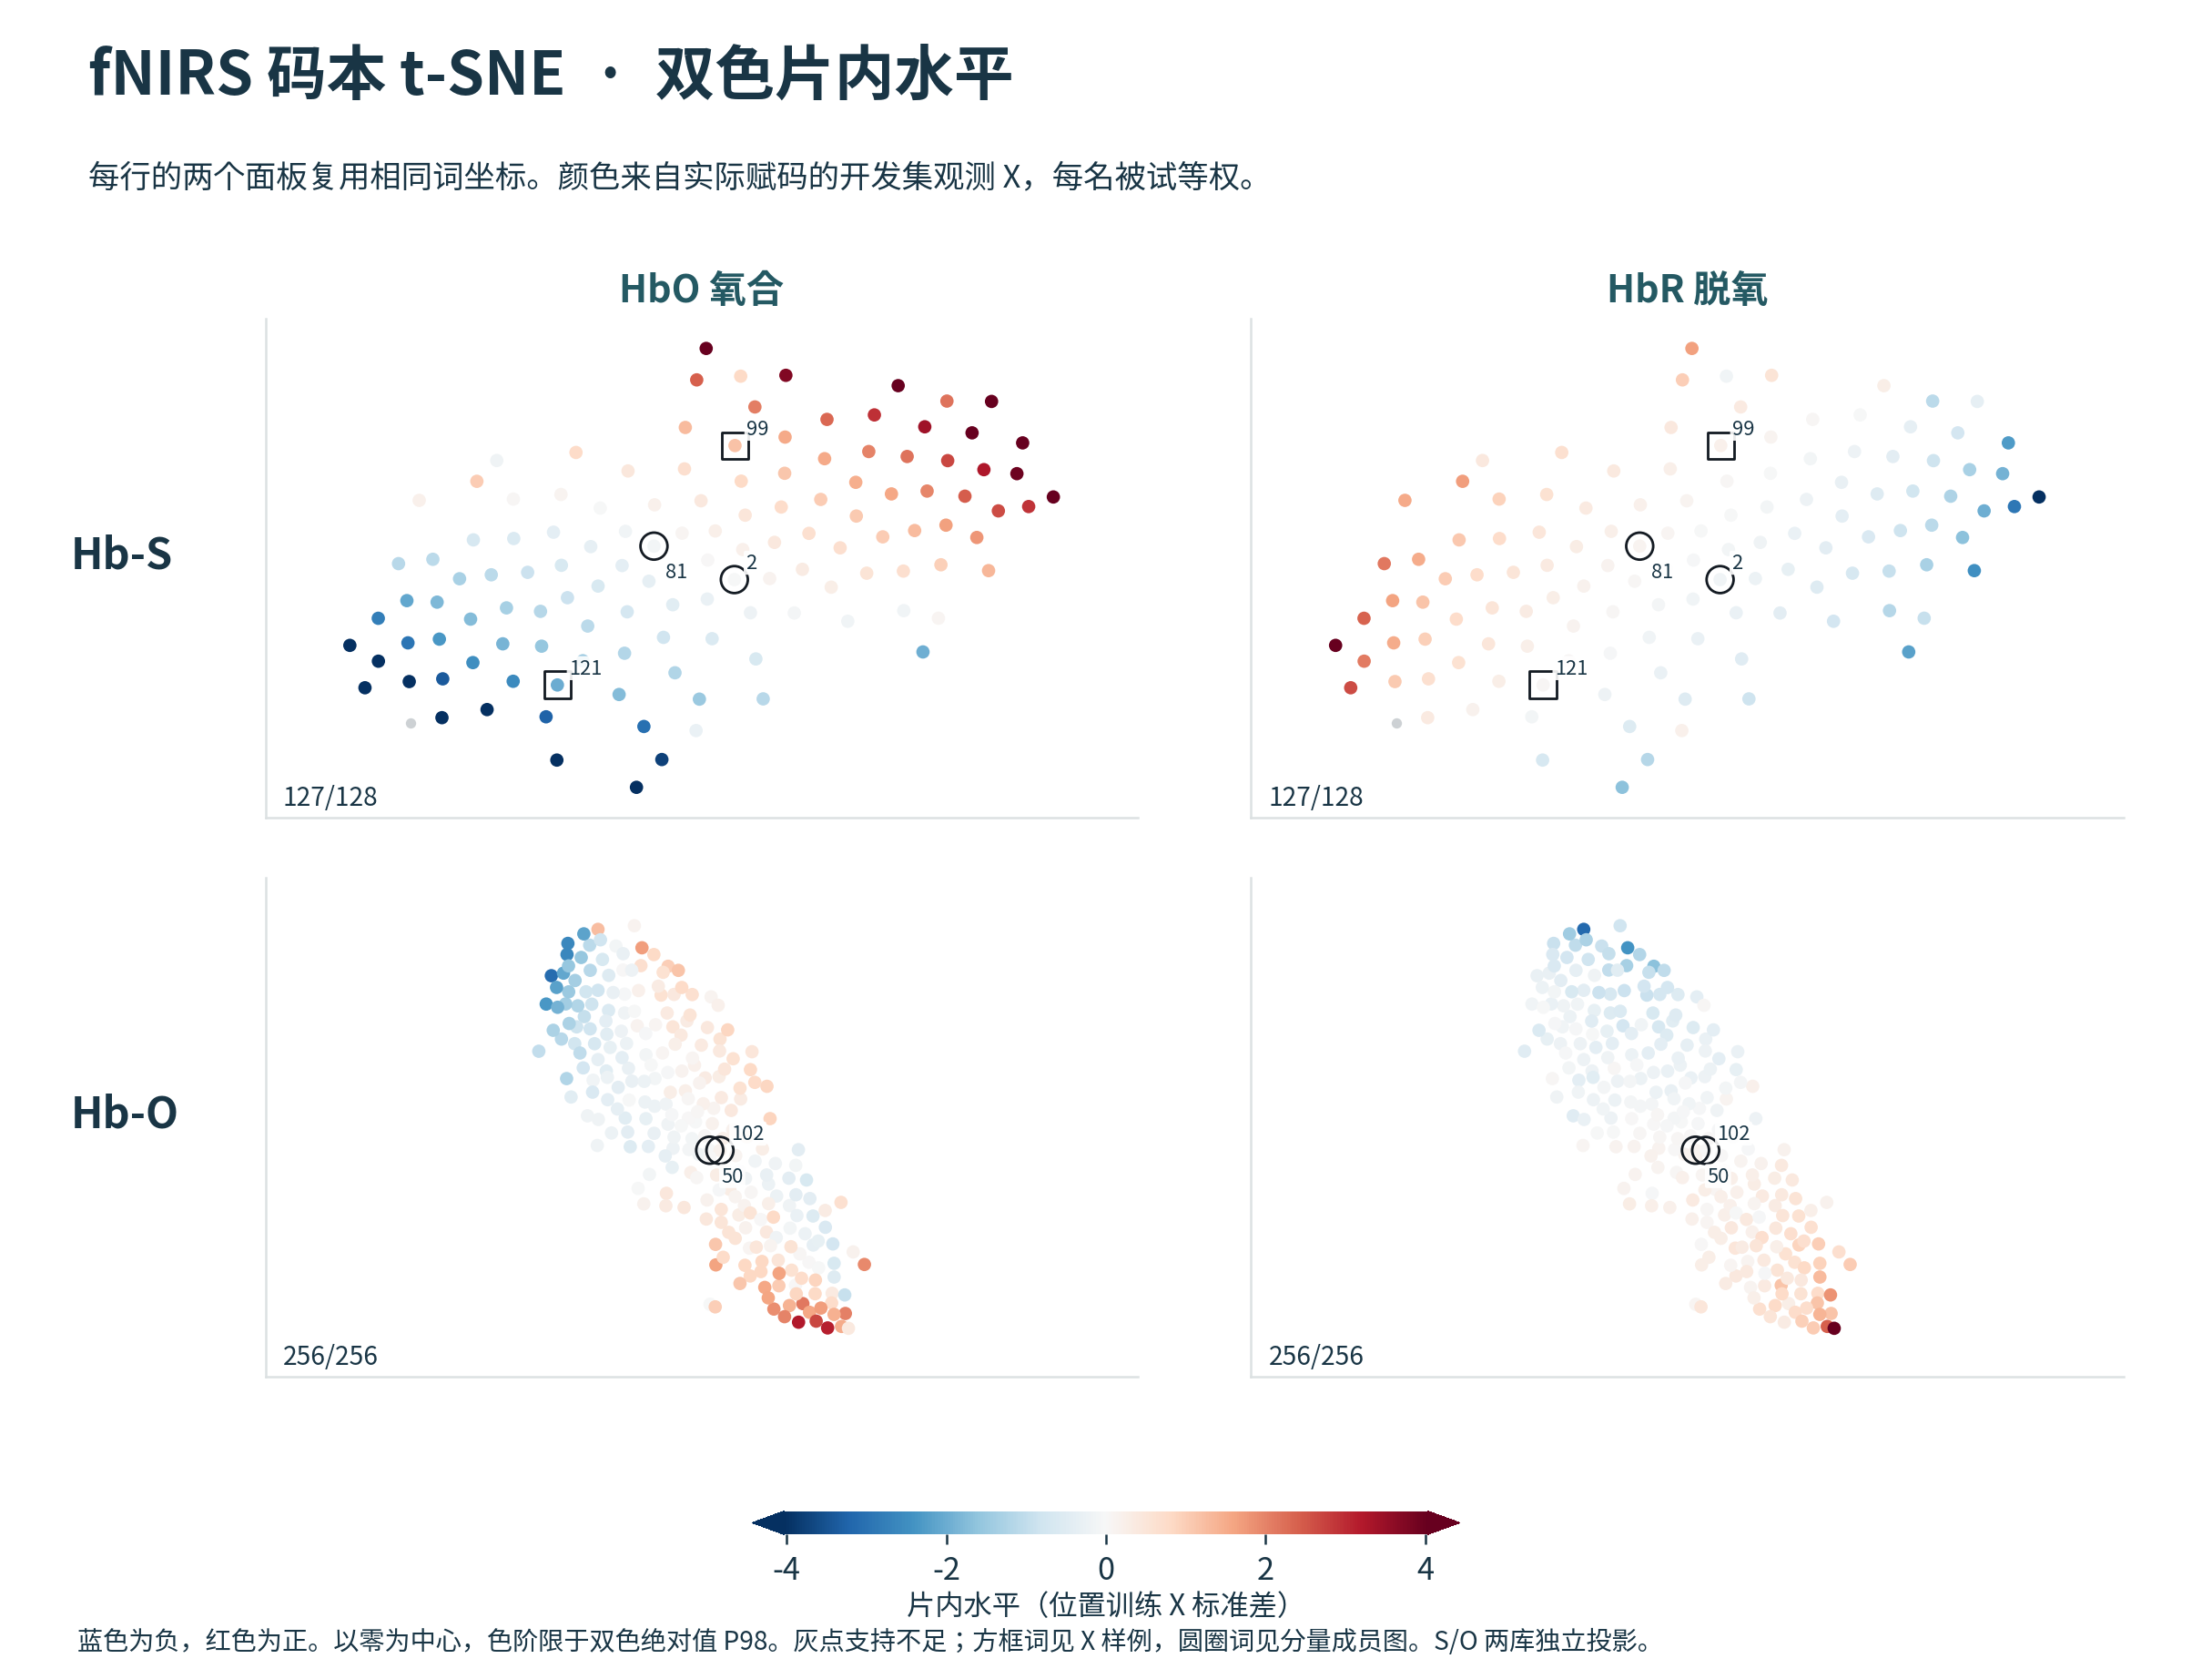 fNIRS 码本 t-SNE · 双色片内水平
每行的两个面板复用相同词坐标。颜色来自实际赋码的开发集观测 X，每名被试等权。
HbO 氧合
HbR 脱氧
Hb-S
99
81
2
121
127/128
99
81
2
121
127/128
Hb-O
102
50
256/256
102
50
256/256
-4 -2 0 2 4
片内水平（位置训练 X 标准差）
蓝色为负，红色为正。以零为中心，色阶限于双色绝对值 P98。灰点支持不足；方框词见 X 样例，圆圈词见分量成员图。S/O 两库独立投影。